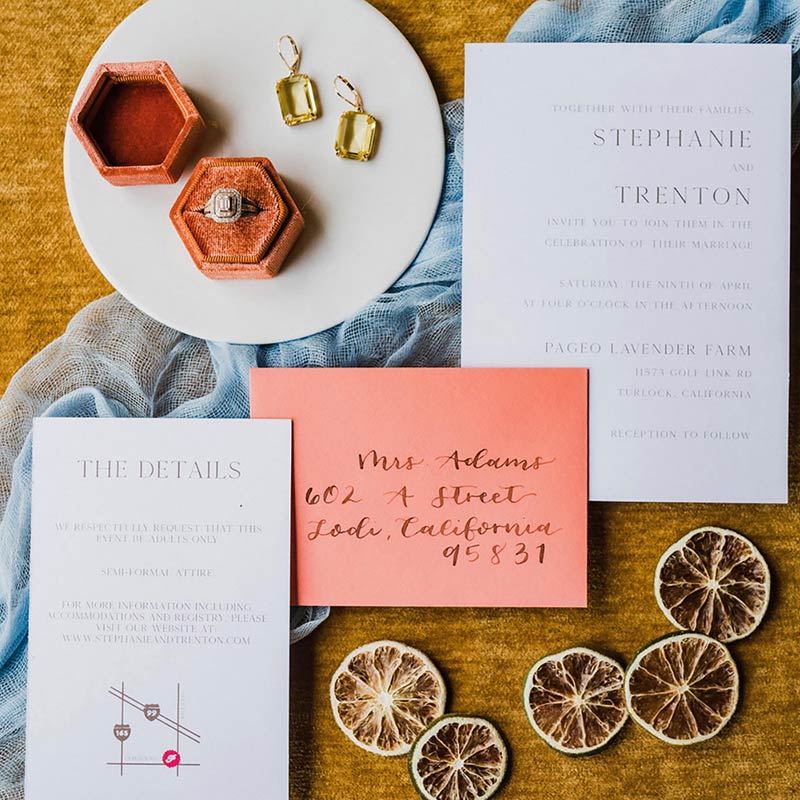 TOGETHER WITH THEIR FAMILIES,
STEPHANIE
AND
TRENTON
INVITE YOU TO JOIN THEM IN THE
CELEBRATION OF THEIR MARRIAGE
SATURDAY, THE NINTH OF APRIL
AT FOUR O'CLOCK IN THE AFTERNOON
PAGEO LAVENDER FARM
11573 GOLF LINK RD
TURLOCK, CALIFORNIA
RECEPTION TO FOLLOW
Mrs. Adams
602 A Street
Lodi, California
95831
THE DETAILS
WE RESPECTFULLY REQUEST THAT THIS
EVENT BE ADULTS ONLY
SEMI-FORMAL ATTIRE
FOR MORE INFORMATION INCLUDING
ACCOMMODATIONS AND REGISTRY, PLEASE
VISIT OUR WEBSITE AT:
WWW.STEPHANIEANDTRENTON.COM
99
165